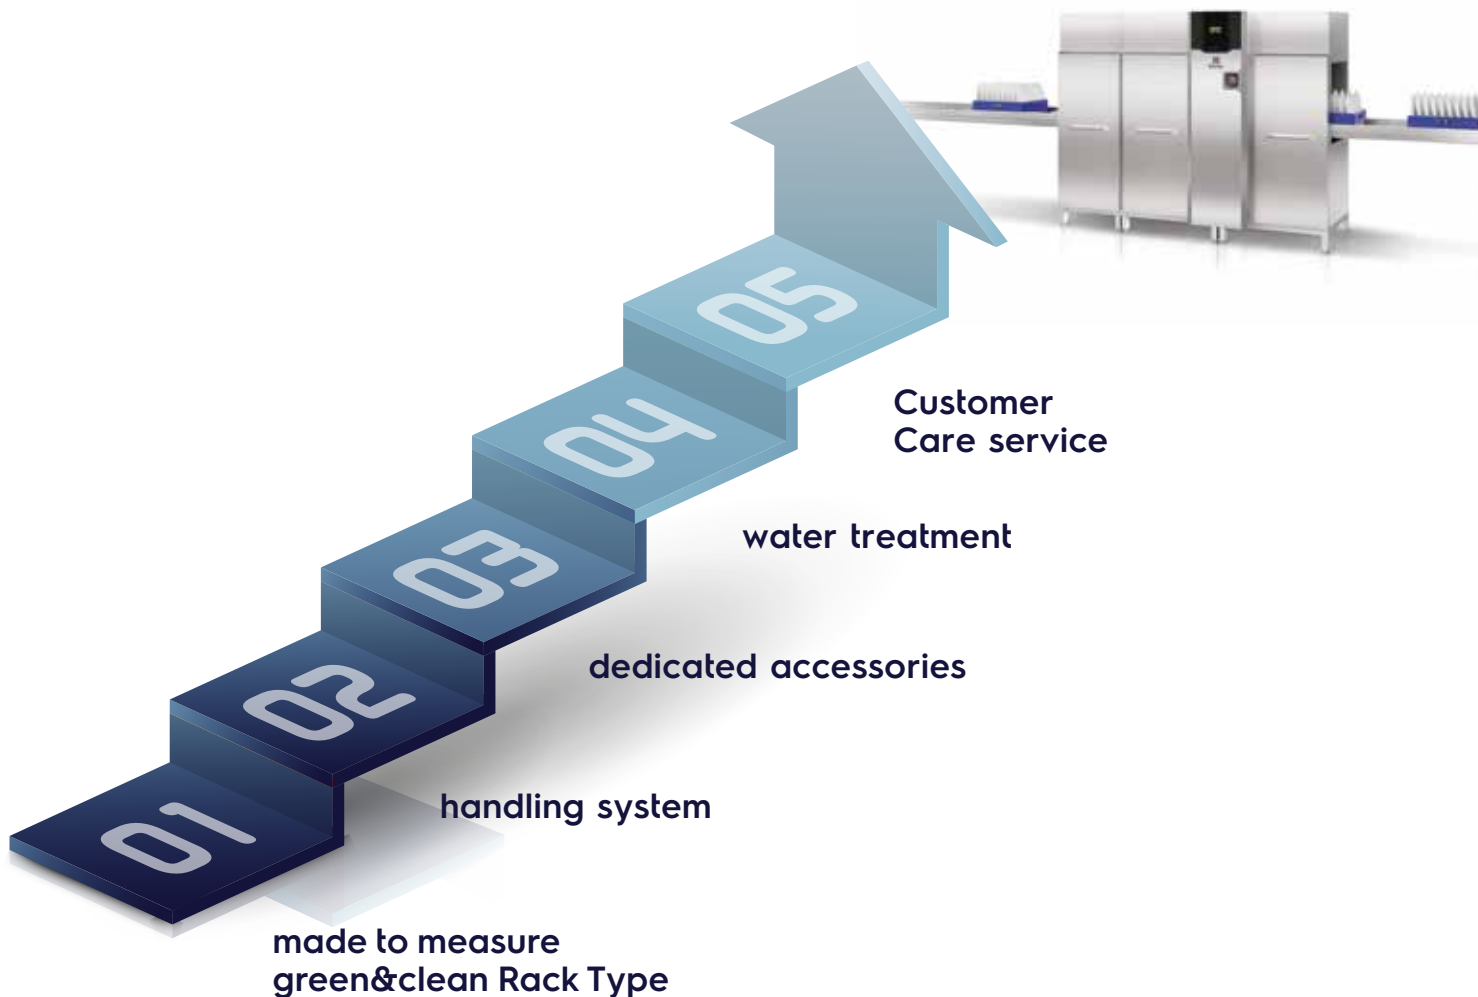 05
Customer
Care service
04
water treatment
03
dedicated accessories
02
handling system
01
made to measure
green&clean Rack Type